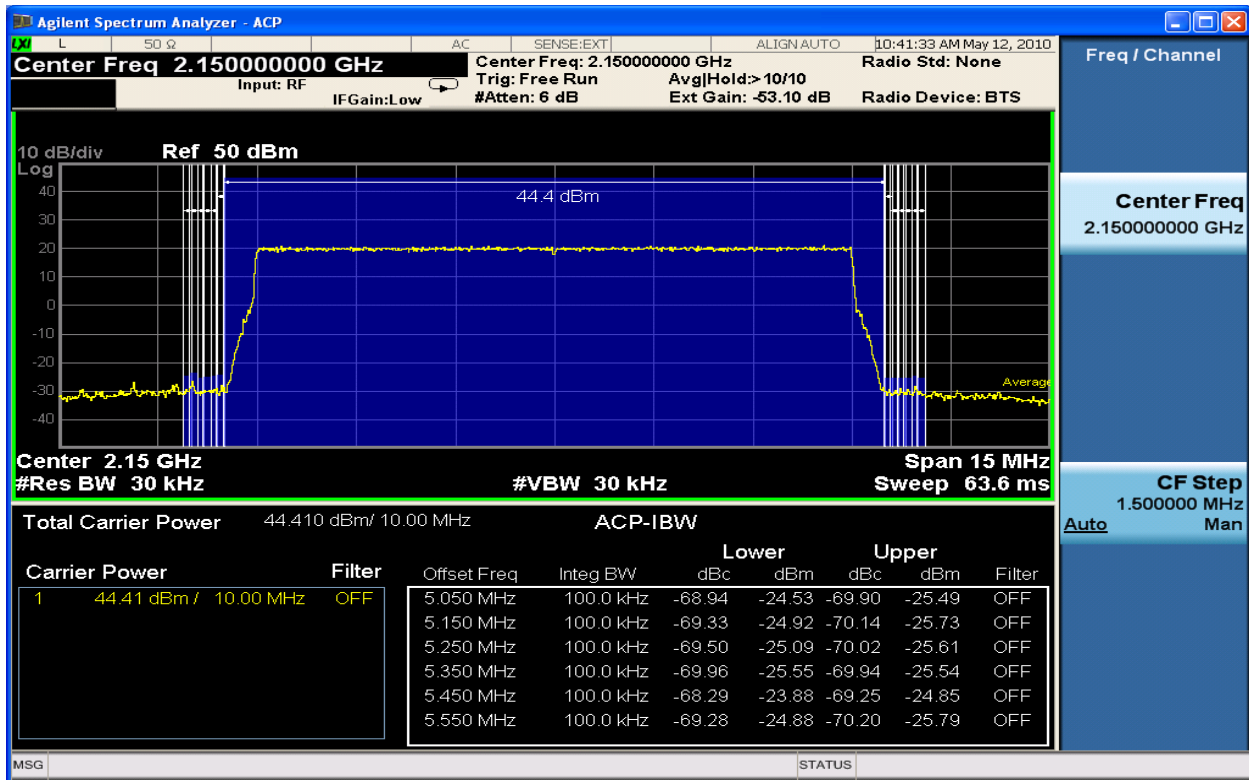 Agilent Spectrum Analyzer - ACP
LXI L 50 Ω AC SENSE:EXT ALIGN AUTO 10:41:33 AM May 12, 2010
Center Freq 2.150000000 GHz
Input: RF
IFGain:Low
Center Freq: 2.150000000 GHz
Trig: Free Run
#Atten: 6 dB
Avg|Hold:> 10/10
Ext Gain: -53.10 dB
Radio Std: None
Radio Device: BTS
10 dB/div Ref 50 dBm
Log
40
30
20
10
0
-10
-20
-30
-40
44.4 dBm
Average
Center 2.15 GHz Span 15 MHz
#Res BW 30 kHz #VBW 30 kHz Sweep 63.6 ms
Total Carrier Power 44.410 dBm/ 10.00 MHz ACP-IBW
Carrier Power Filter
1 44.41 dBm / 10.00 MHz OFF
Lower Upper
Offset Freq Integ BW dBc dBm dBc dBm Filter
5.050 MHz 100.0 kHz -68.94 -24.53 -69.90 -25.49 OFF
5.150 MHz 100.0 kHz -69.33 -24.92 -70.14 -25.73 OFF
5.250 MHz 100.0 kHz -69.50 -25.09 -70.02 -25.61 OFF
5.350 MHz 100.0 kHz -69.96 -25.55 -69.94 -25.54 OFF
5.450 MHz 100.0 kHz -68.29 -23.88 -69.25 -24.85 OFF
5.550 MHz 100.0 kHz -69.28 -24.88 -70.20 -25.79 OFF
MSG STATUS
Freq / Channel
Center Freq
2.150000000 GHz
CF Step
1.500000 MHz
Auto Man